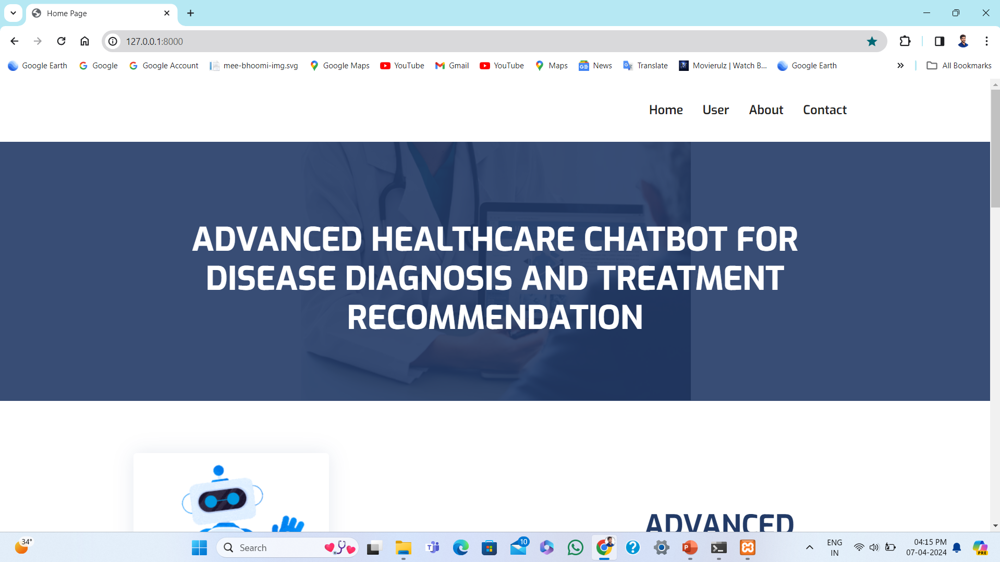 Home Page
127.0.0.1:8000
Google Earth Google Google Account mee-bhoomi-img.svg Google Maps YouTube Gmail YouTube Maps News Translate Movierulz | Watch B... Google Earth » All Bookmarks
Home User About Contact
ADVANCED HEALTHCARE CHATBOT FOR
DISEASE DIAGNOSIS AND TREATMENT
RECOMMENDATION
ADVANCED
34°
Search
10
ENG
IN
04:15 PM
07-04-2024
PRE